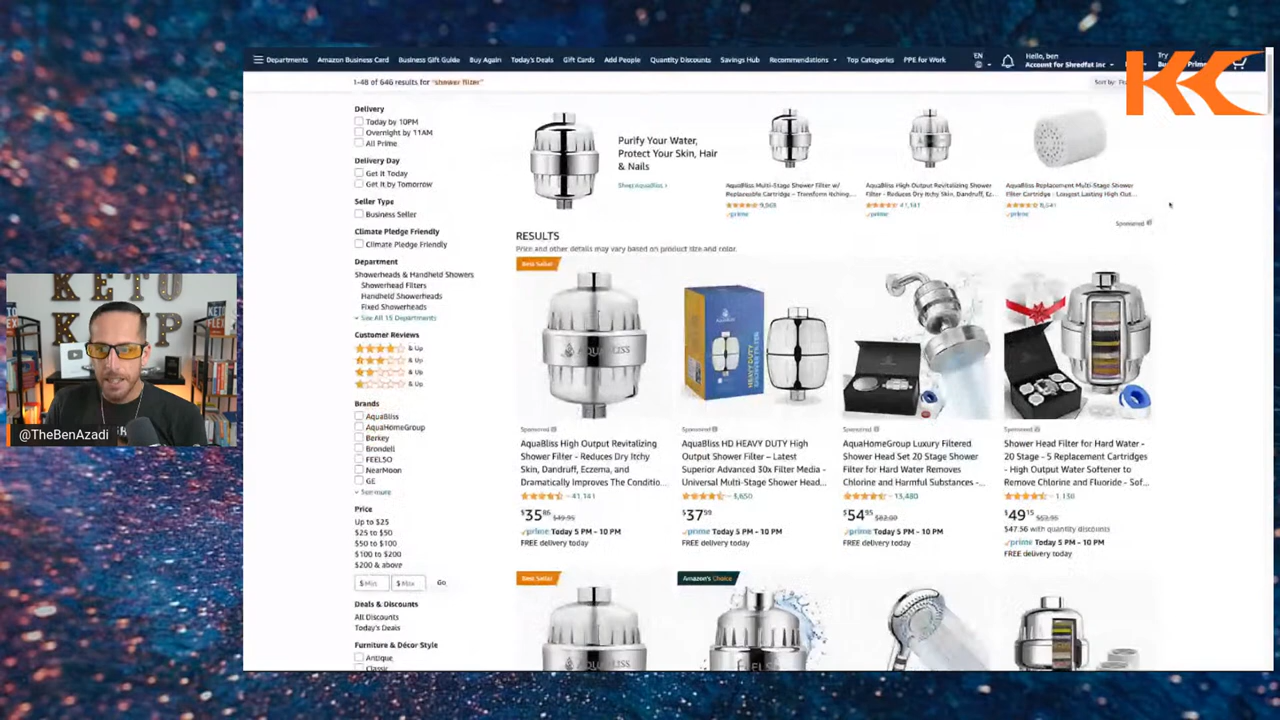 Departments Amazon Business Card Business Gift Guide Buy Again Today's Deals Gift Cards Add People Quantity Discounts Savings Hub Recommendations Top Categories PPE for Work EN Hello, ben Account for Shredfat Inc Try
1-48 of 646 results for "shower filter"
Sort by:
KC
Delivery
Today by 10PM
Overnight by 11AM
All Prime
Delivery Day
Get It Today
Get It by Tomorrow
Seller Type
Business Seller
Climate Pledge Friendly
Climate Pledge Friendly
Department
Showerheads & Handheld Showers
Showerhead Filters
Handheld Showerheads
Fixed Showerheads
See All 15 Departments
Customer Reviews
& Up
& Up
& Up
& Up
Brands
AquaBliss
AquaHomeGroup
Berkey
Brondell
FEELSO
NearMoon
GE
See more
Price
Up to $25
$25 to $50
$50 to $100
$100 to $200
$200 & above
$ Min $ Max Go
Deals & Discounts
All Discounts
Today's Deals
Furniture & Décor Style
Antique
Classic
Purify Your Water,
Protect Your Skin, Hair
& Nails
Shop AquaBliss ›
AquaBliss Multi-Stage Shower Filter w/
Replaceable Cartridge - Transform Itching...
prime
AquaBliss High Output Revitalizing Shower
Filter - Reduces Dry Itchy Skin, Dandruff, Ec...
41,141
prime
AquaBliss Replacement Multi-Stage Shower
Filter Cartridge - Longest Lasting High Out...
prime
Sponsored
RESULTS
Price and other details may vary based on product size and color.
Best Seller
AQUABLISS
HEAVY DUTY
SHOWER FILTER
Sponsored
AquaBliss High Output Revitalizing
Shower Filter - Reduces Dry Itchy
Skin, Dandruff, Eczema, and
Dramatically Improves The Conditio...
41,141
$35 $49.95
prime Today 5 PM - 10 PM
FREE delivery today
Sponsored
AquaBliss HD HEAVY DUTY High
Output Shower Filter – Latest
Superior Advanced 30x Filter Media -
Universal Multi-Stage Shower Head...
$37 99
prime Today 5 PM - 10 PM
FREE delivery today
Sponsored
AquaHomeGroup Luxury Filtered
Shower Head Set 20 Stage Shower
Filter for Hard Water Removes
Chlorine and Harmful Substances -...
$54 95 $82.00
prime Today 5 PM - 10 PM
FREE delivery today
Sponsored
Shower Head Filter for Hard Water -
20 Stage - 5 Replacement Cartridges
- High Output Water Softener to
Remove Chlorine and Fluoride - Sof...
$49 15
$47.56 with quantity discounts
prime Today 5 PM - 10 PM
FREE delivery today
Best Seller
Amazon's Choice
KETO
@TheBenAzadi